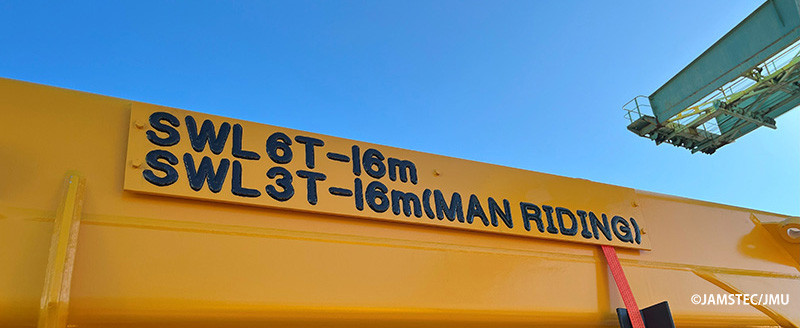 SWL 6T-16m
SWL 3T-16m(MAN RIDING)
©JAMSTEC/JMU